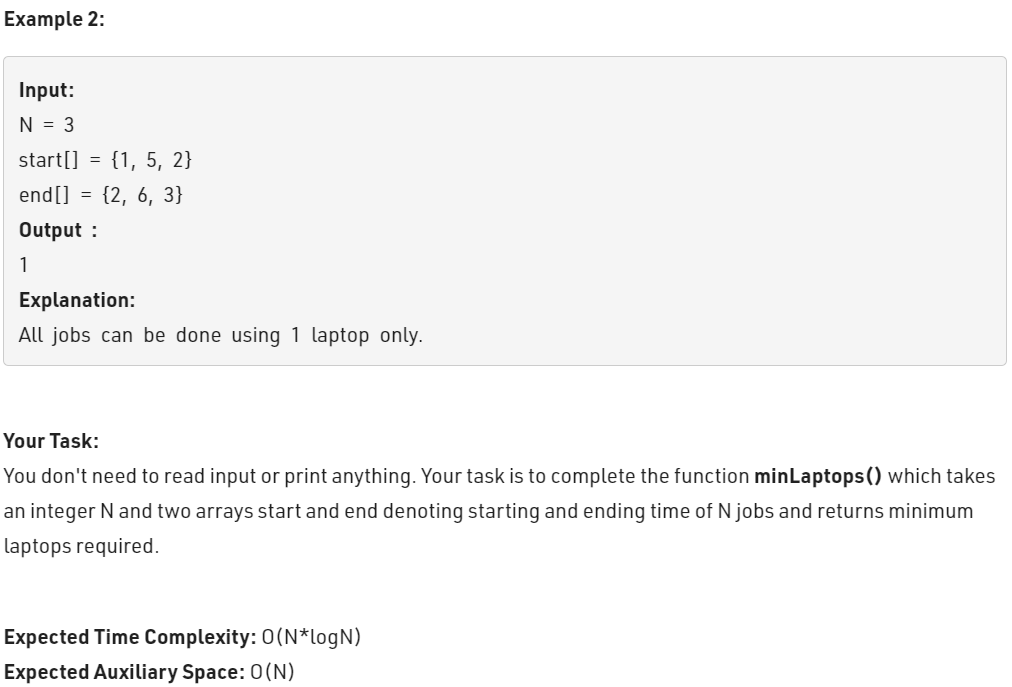 Example 2:
Input:
N = 3
start[] = {1, 5, 2}
end[] = {2, 6, 3}
Output :
1
Explanation:
All jobs can be done using 1 laptop only.
Your Task:
You don't need to read input or print anything. Your task is to complete the function minLaptops() which takes
an integer N and two arrays start and end denoting starting and ending time of N jobs and returns minimum
laptops required.
Expected Time Complexity: O(N*logN)
Expected Auxiliary Space: O(N)